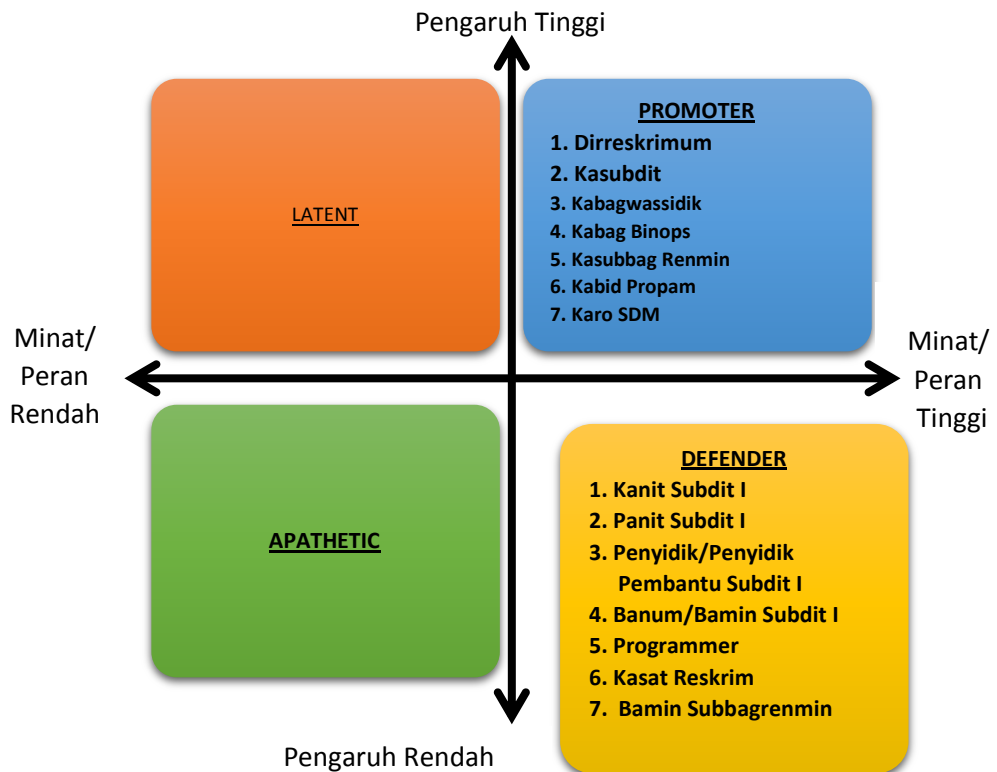 Pengaruh Tinggi
LATENT
PROMOTER
1. Dirreskrimum
2. Kasubdit
3. Kabagwassidik
4. Kabag Binops
5. Kasubbag Renmin
6. Kabid Propam
7. Karo SDM
Minat/
Peran
Rendah
Minat/
Peran
Tinggi
APATHETIC
DEFENDER
1. Kanit Subdit I
2. Panit Subdit I
3. Penyidik/Penyidik
Pembantu Subdit I
4. Banum/Bamin Subdit I
5. Programmer
6. Kasat Reskrim
7. Bamin Subbagrenmin
Pengaruh Rendah